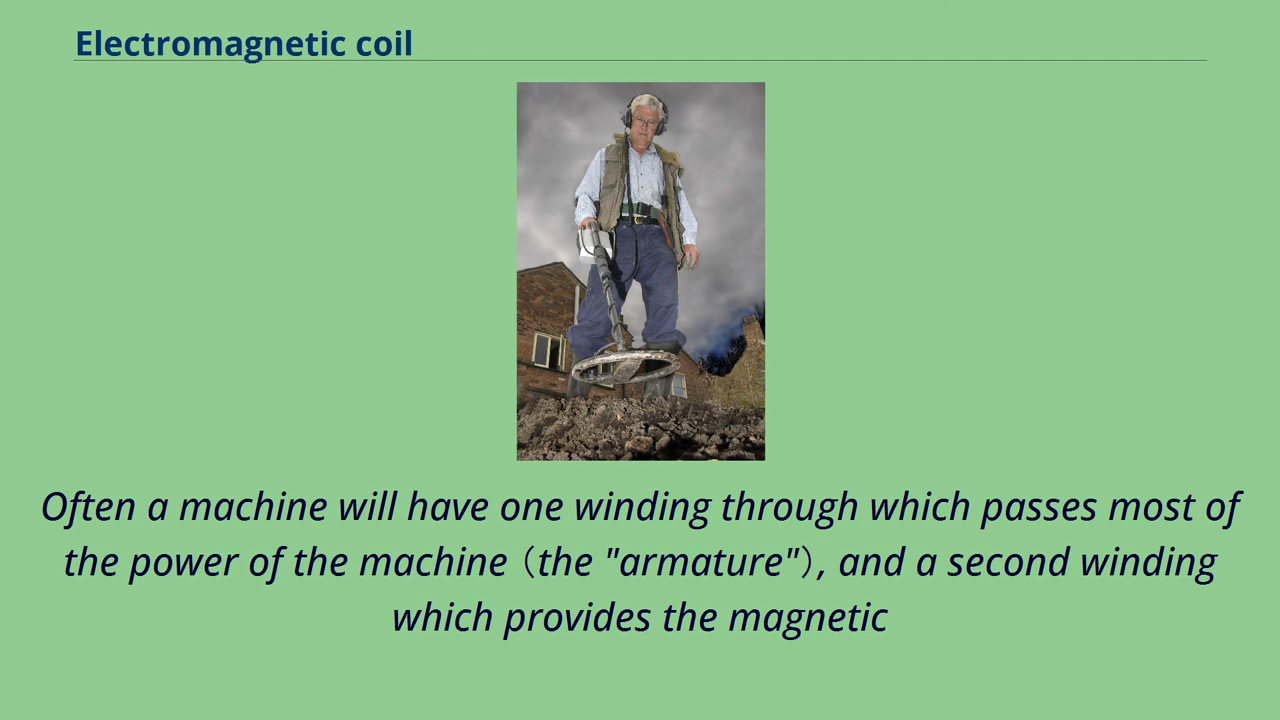 Electromagnetic coil
Often a machine will have one winding through which passes most of
the power of the machine（the "armature"）, and a second winding
which provides the magnetic